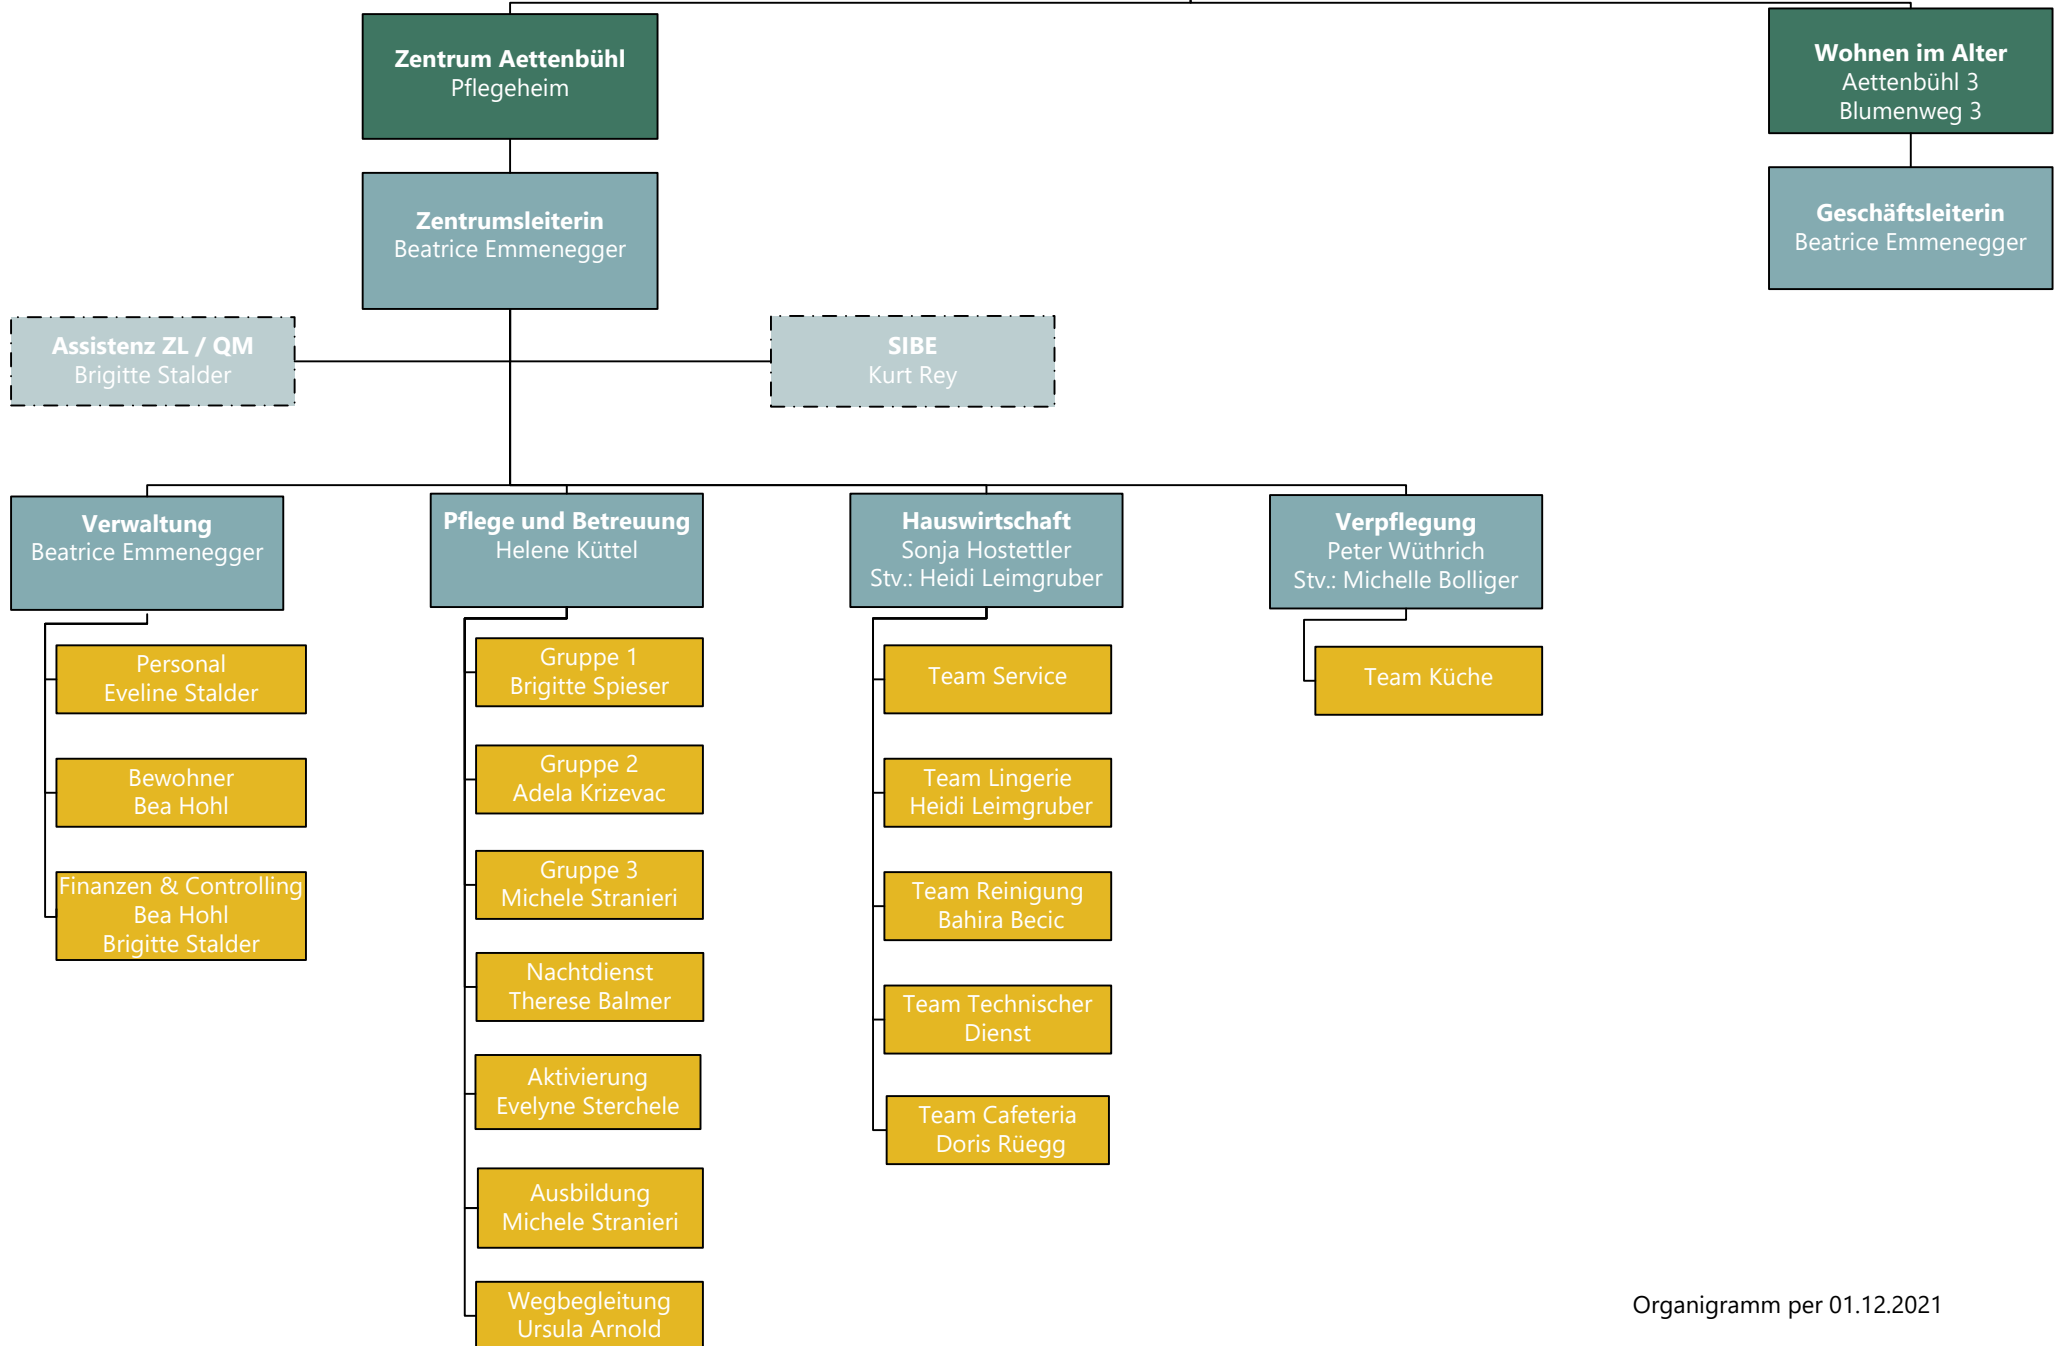 Zentrum Aettenbühl
Pflegeheim
Wohnen im Alter
Aettenbühl 3
Blumenweg 3
Zentrumsleiterin
Beatrice Emmenegger
Geschäftsleiterin
Beatrice Emmenegger
Assistenz ZL / QM
Brigitte Stalder
SIBE
Kurt Rey
Verwaltung
Beatrice Emmenegger
Personal
Eveline Stalder
Bewohner
Bea Hohl
Finanzen & Controlling
Bea Hohl
Brigitte Stalder
Pflege und Betreuung
Helene Küttel
Gruppe 1
Brigitte Spieser
Gruppe 2
Adela Krizevac
Gruppe 3
Michele Stranieri
Nachtdienst
Therese Balmer
Aktivierung
Evelyne Sterchele
Ausbildung
Michele Stranieri
Wegbegleitung
Ursula Arnold
Hauswirtschaft
Sonja Hostettler
Stv.: Heidi Leimgruber
Team Service
Team Lingerie
Heidi Leimgruber
Team Reinigung
Bahira Becic
Team Technischer
Dienst
Team Cafeteria
Doris Rüegg
Verpflegung
Peter Wüthrich
Stv.: Michelle Bolliger
Team Küche
Organigramm per 01.12.2021